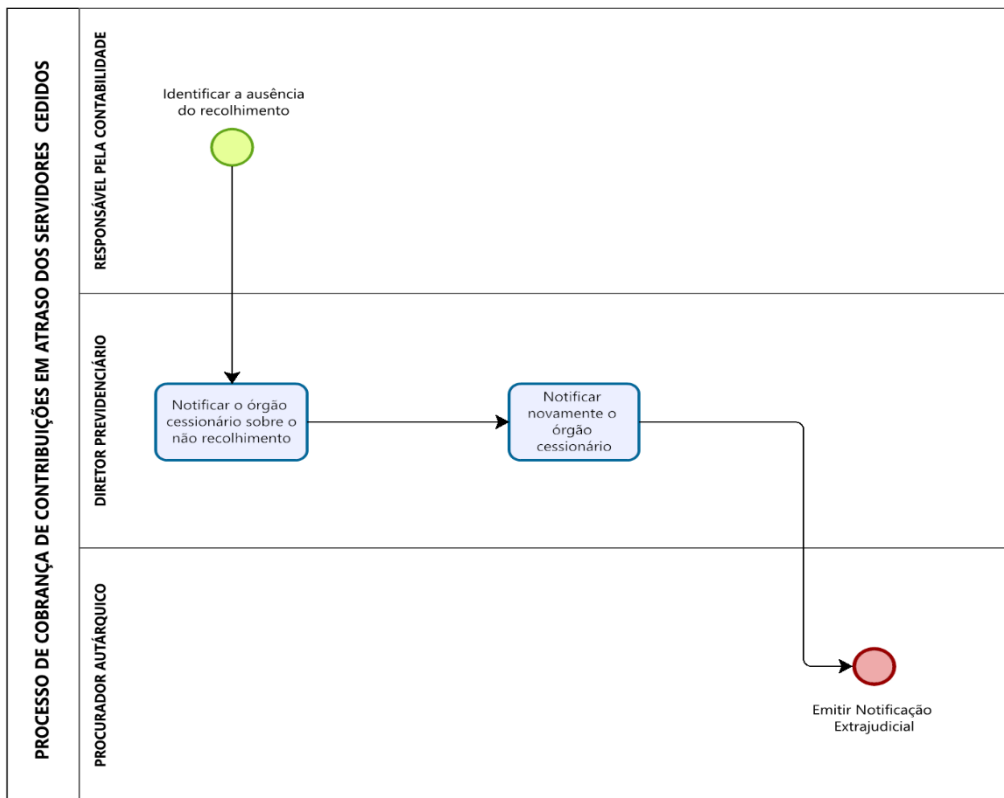 PROCESSO DE COBRANÇA DE CONTRIBUIÇÕES EM ATRASO DOS SERVIDORES CEDIDOS
RESPONSÁVEL PELA CONTABILIDADE
Identificar a ausência
do recolhimento
DIRETOR PREVIDENCIÁRIO
Notificar o órgão
cessionário sobre o
não recolhimento
Notificar
novamente o
órgão
cessionário
PROCURADOR AUTÁRQUICO
Emitir Notificação
Extrajudicial